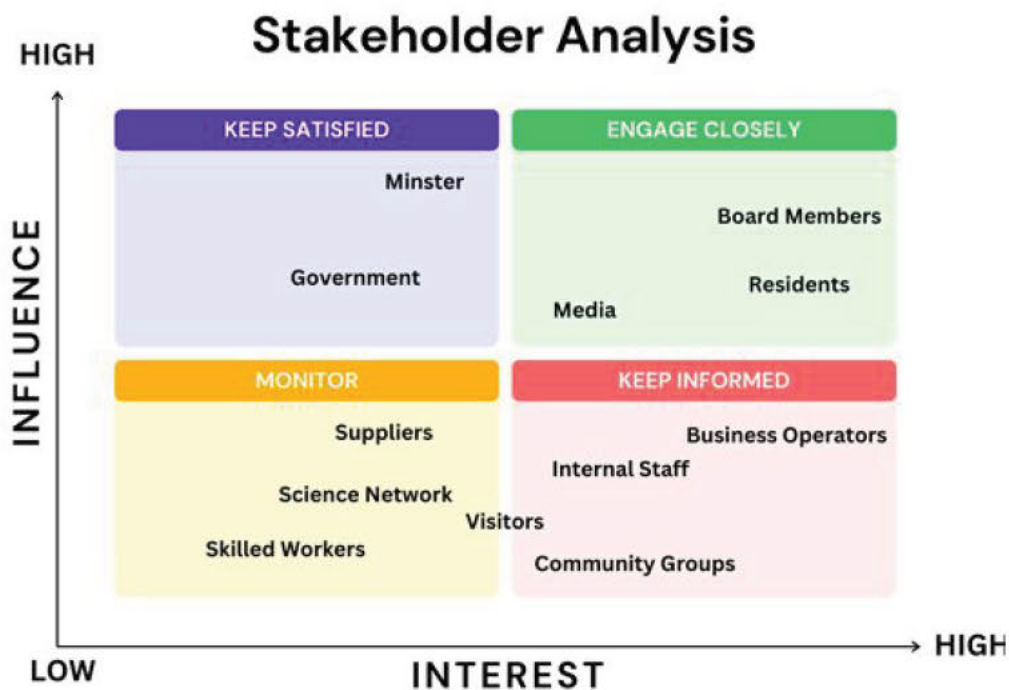 Stakeholder Analysis
HIGH
KEEP SATISFIED
ENGAGE CLOSELY
Minster
Board Members
Government
Residents
Media
INFLUENCE
MONITOR
KEEP INFORMED
Suppliers
Business Operators
Internal Staff
Science Network
Visitors
Skilled Workers
Community Groups
LOW
INTEREST
HIGH